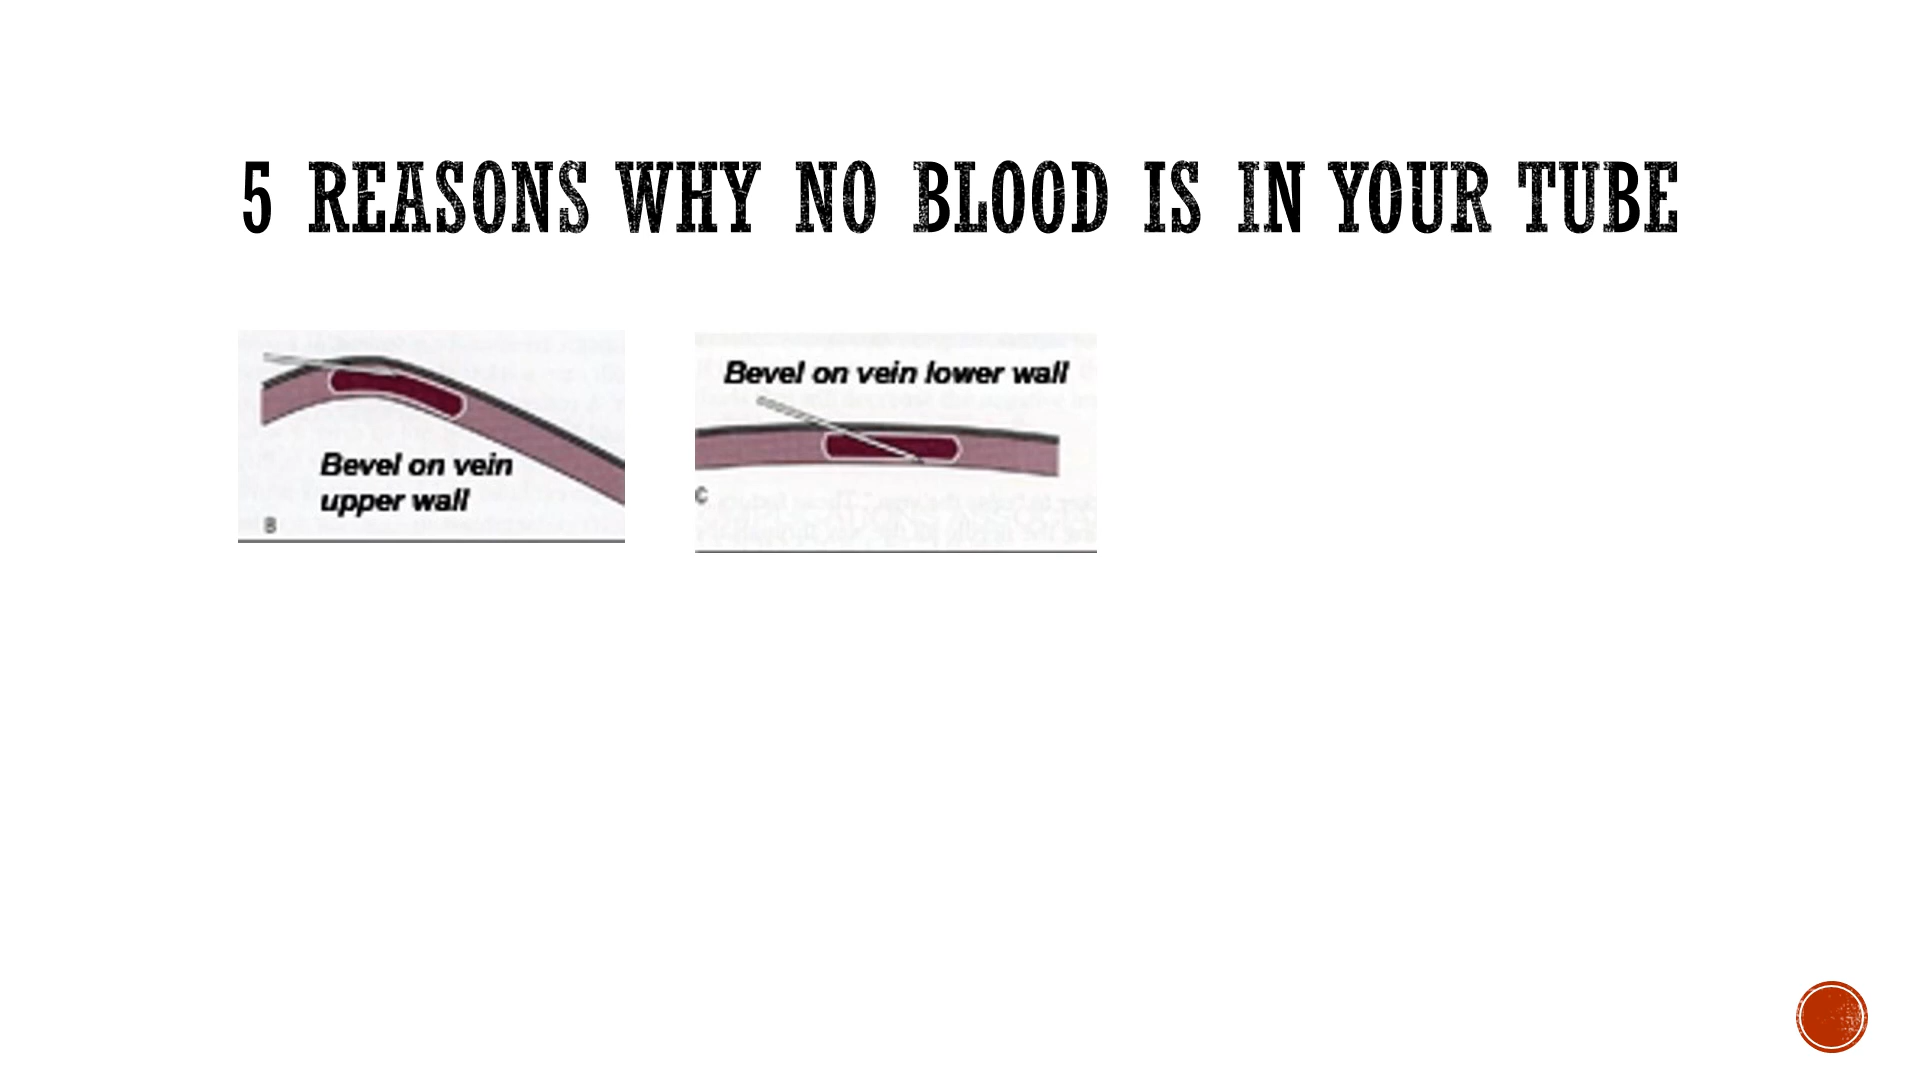 5 REASONS WHY NO BLOOD IS IN YOUR TUBE
Bevel on vein
upper wall
B
Bevel on vein lower wall
C